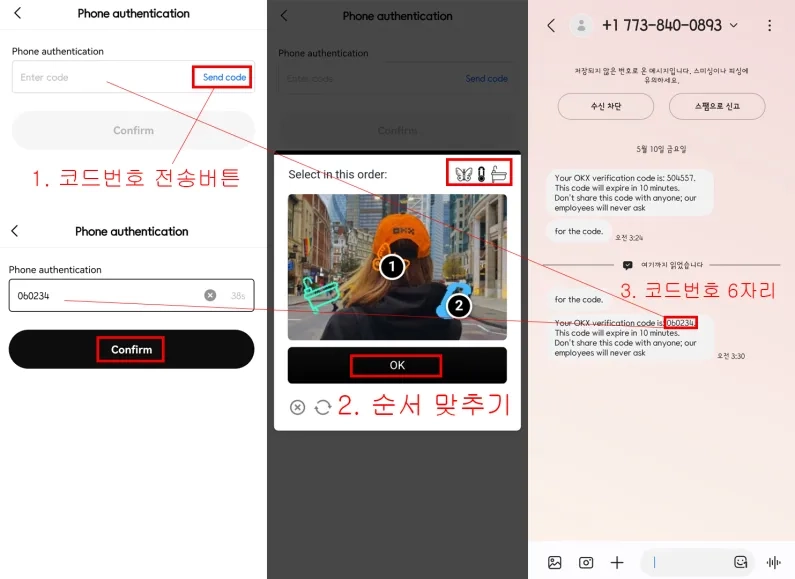 Phone authentication
Phone authentication
Enter code
Send code
Confirm
1. 코드번호 전송버튼
Phone authentication
Phone authentication
060234
38s
Confirm
Phone authentication
Phone authentication
Enter code
Send code
Confirm
Select in this order:
OKX
1
2
OK
2. 순서 맞추기
+1 773-840-0893
저장되지 않은 번호로 온 메시지입니다. 스미싱이나 피싱에
유의하세요.
수신 차단
스팸으로 신고
5월 10일 금요일
Your OKX verification code is: 504557.
This code will expire in 10 minutes.
Don't share this code with anyone; our
employees will never ask
for the code.
오전 3:24
여기까지 읽었습니다
for the code.
3. 코드번호 6자리
Your OKX verification code is: 060234.
This code will expire in 10 minutes.
Don't share this code with anyone; our
employees will never ask
오전 3:30